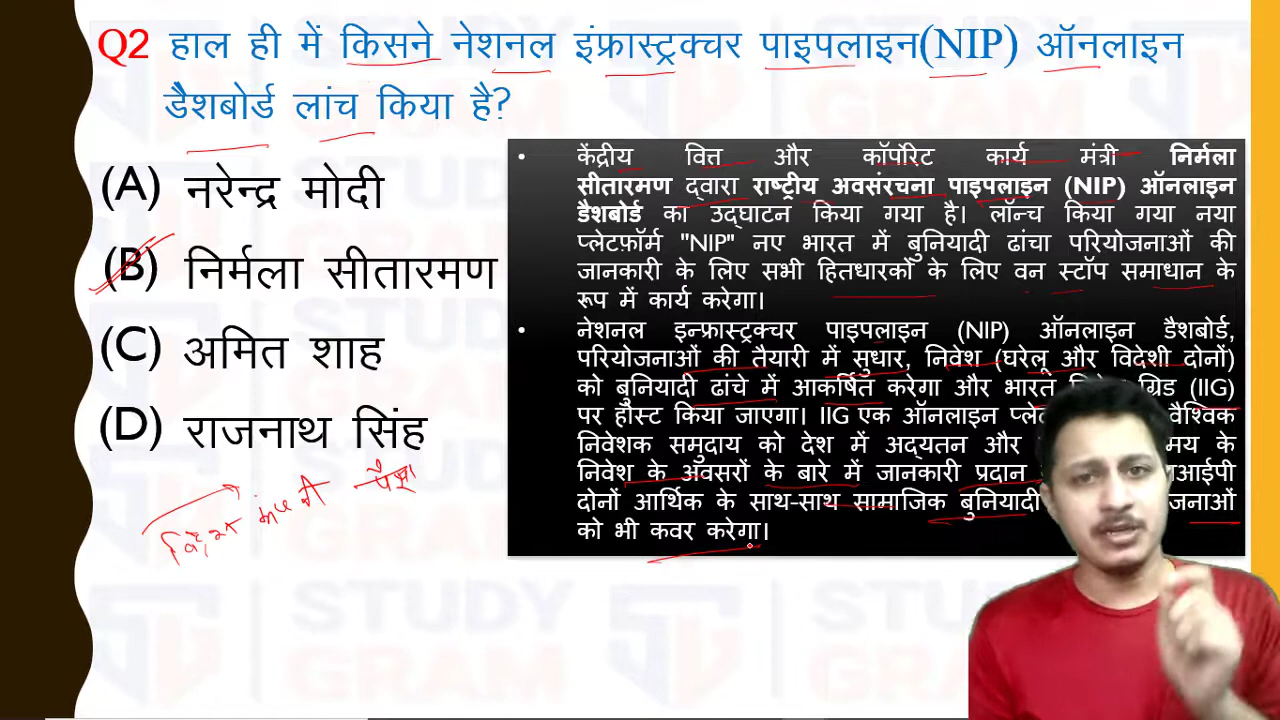 Q2 हाल ही में किसने नेशनल इंफ्रास्ट्रक्चर पाइपलाइन(NIP) ऑनलाइन
डैशबोर्ड लांच किया है?
(A) नरेन्द्र मोदी
(B) निर्मला सीतारमण
(C) अमित शाह
(D) राजनाथ सिंह
• केंद्रीय वित्त और कॉर्पोरेट कार्य मंत्री निर्मला
सीतारमण द्वारा राष्ट्रीय अवसंरचना पाइपलाइन (NIP) ऑनलाइन
डैशबोर्ड का उद्घाटन किया गया है। लॉन्च किया गया नया
प्लेटफ़ॉर्म "NIP" नए भारत में बुनियादी ढांचा परियोजनाओं की
जानकारी के लिए सभी हितधारकों के लिए वन स्टॉप समाधान के
रूप में कार्य करेगा।
• नेशनल इन्फ्रास्ट्रक्चर पाइपलाइन (NIP) ऑनलाइन डैशबोर्ड,
परियोजनाओं की तैयारी में सुधार, निवेश (घरेलू और विदेशी दोनों)
को बुनियादी ढांचे में आकर्षित करेगा और भारत ग्रिड (IIG)
पर होस्ट किया जाएगा। IIG एक ऑनलाइन वैश्विक
निवेशक समुदाय को देश में अद्यतन और के
निवेश के अवसरों के बारे में जानकारी प्रदान
दोनों आर्थिक के साथ-साथ सामाजिक बुनियादी
को भी कवर करेगा।
STUDY
GRAM